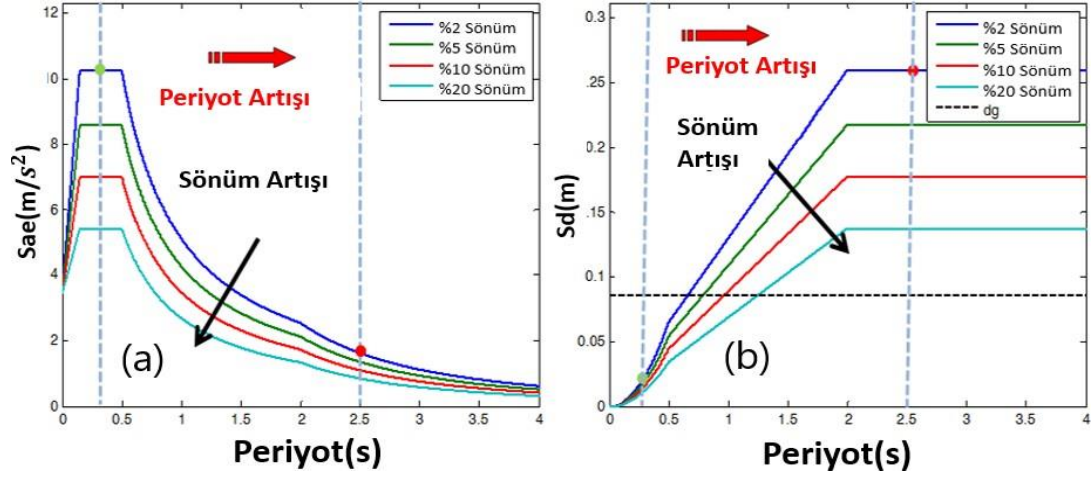 12
10
8
6
4
2
0
Sae(m/s²)
0
0.5
1
1.5
2
2.5
3
3.5
4
Periyot(s)
Periyot Artışı
Sönüm Artışı
(a)
%2 Sönüm
%5 Sönüm
%10 Sönüm
%20 Sönüm
0.3
.25
0.2
.15
0.1
0.05
0
Sd(m)
0
0.5
1
1.5
2
2.5
3
3.5
4
Periyot(s)
Periyot Artışı
Sönüm
Artışı
(b)
%2 Sönüm
%5 Sönüm
%10 Sönüm
%20 Sönüm
dg